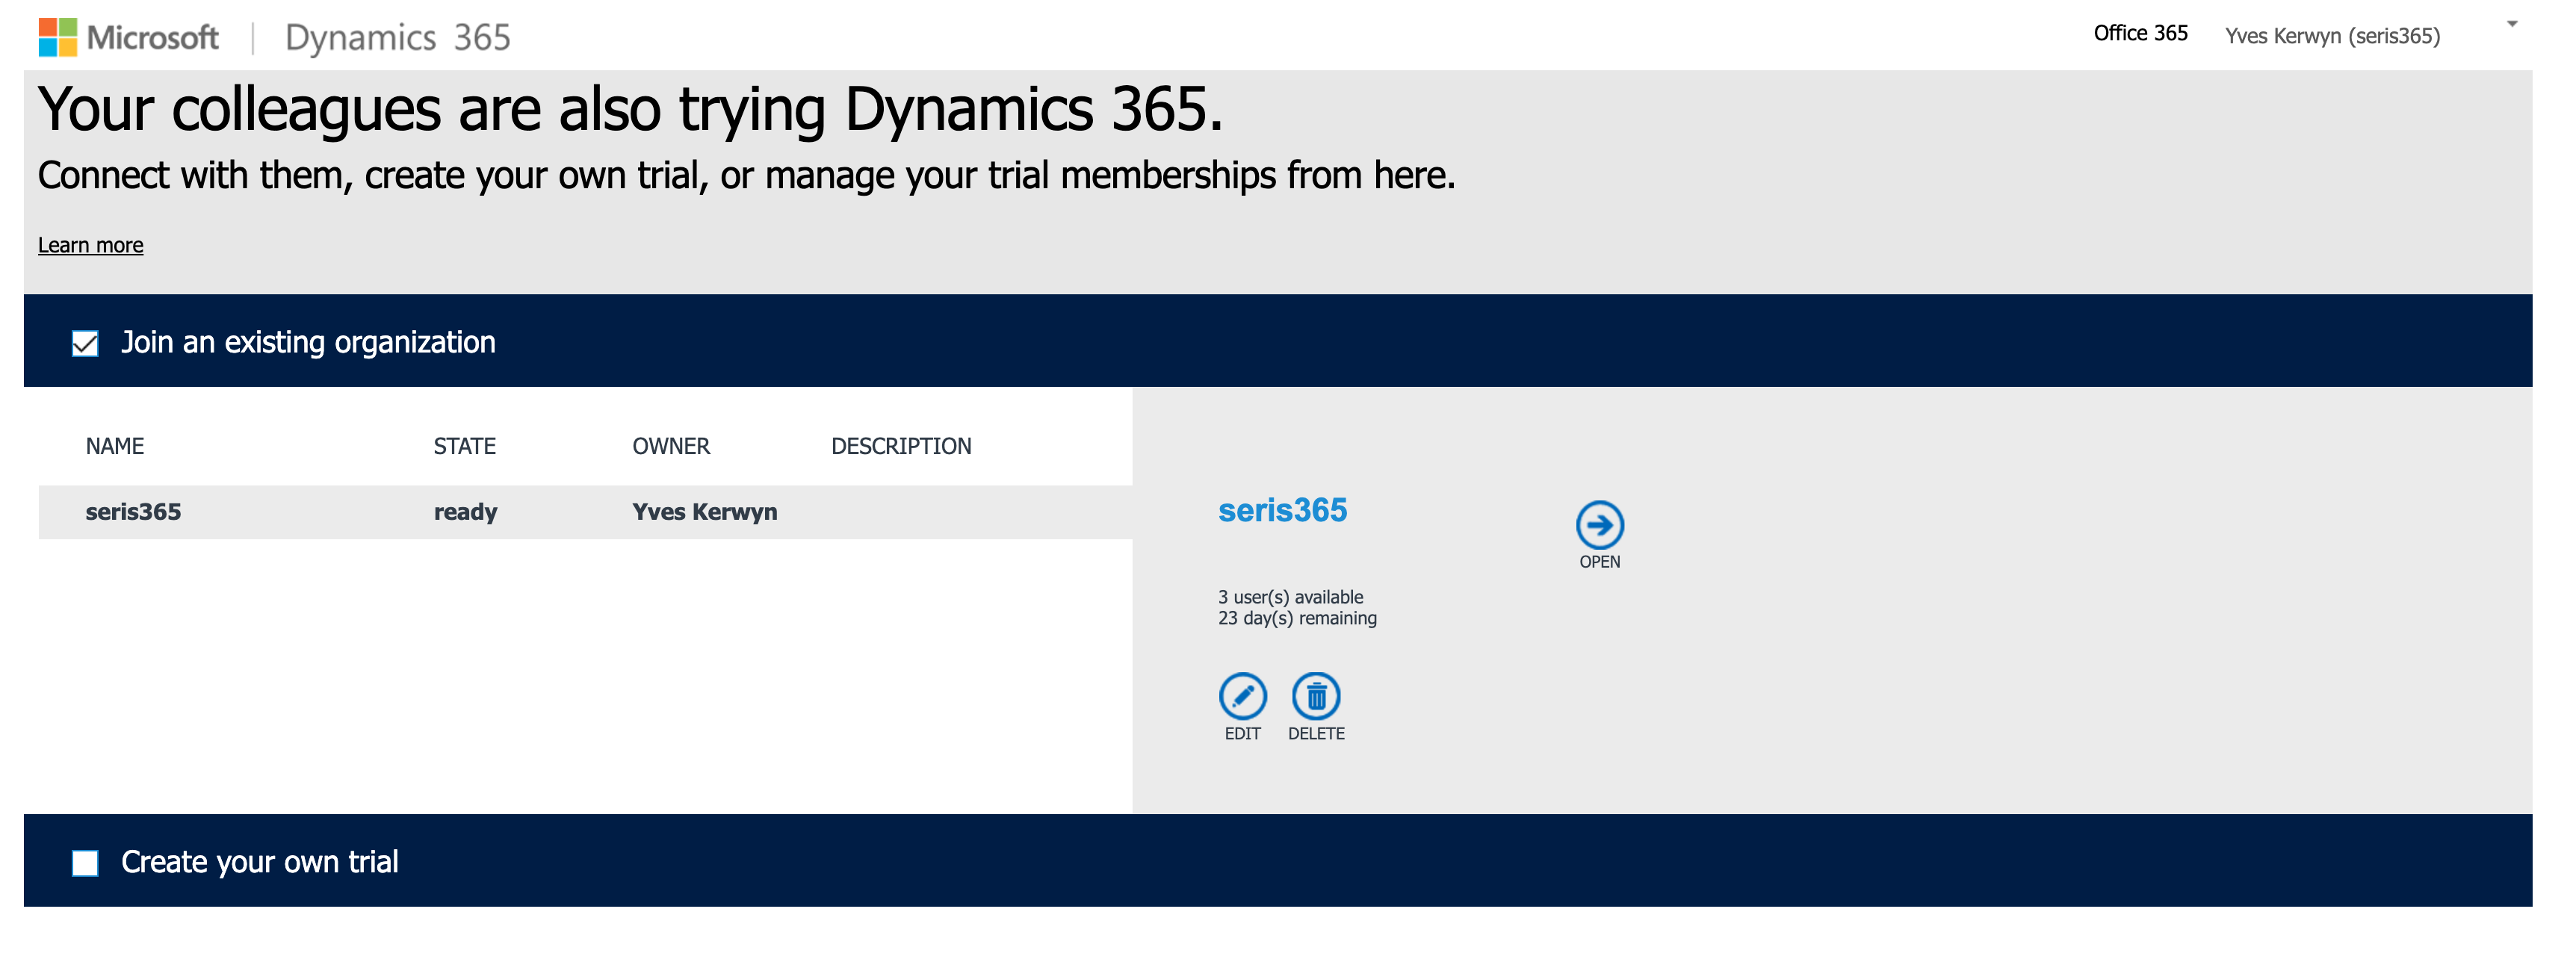 Microsoft | Dynamics 365
Office 365 Yves Kerwyn (seris365)
Your colleagues are also trying Dynamics 365.
Connect with them, create your own trial, or manage your trial memberships from here.
Learn more
Join an existing organization
NAME STATE OWNER DESCRIPTION
seris365 ready Yves Kerwyn
seris365
OPEN
3 user(s) available
23 day(s) remaining
EDIT DELETE
Create your own trial